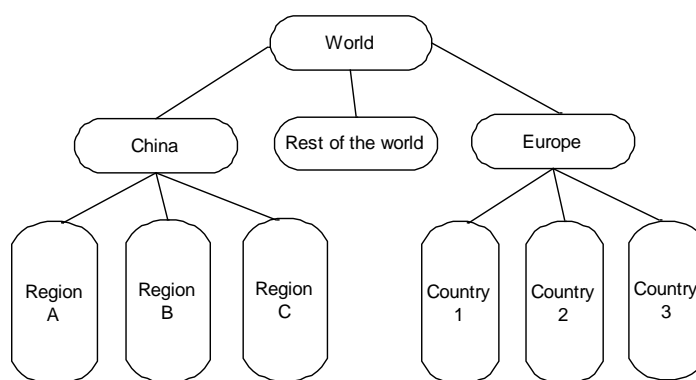 World
China
Rest of the world
Europe
Region
A
Region
B
Region
C
Country
1
Country
2
Country
3